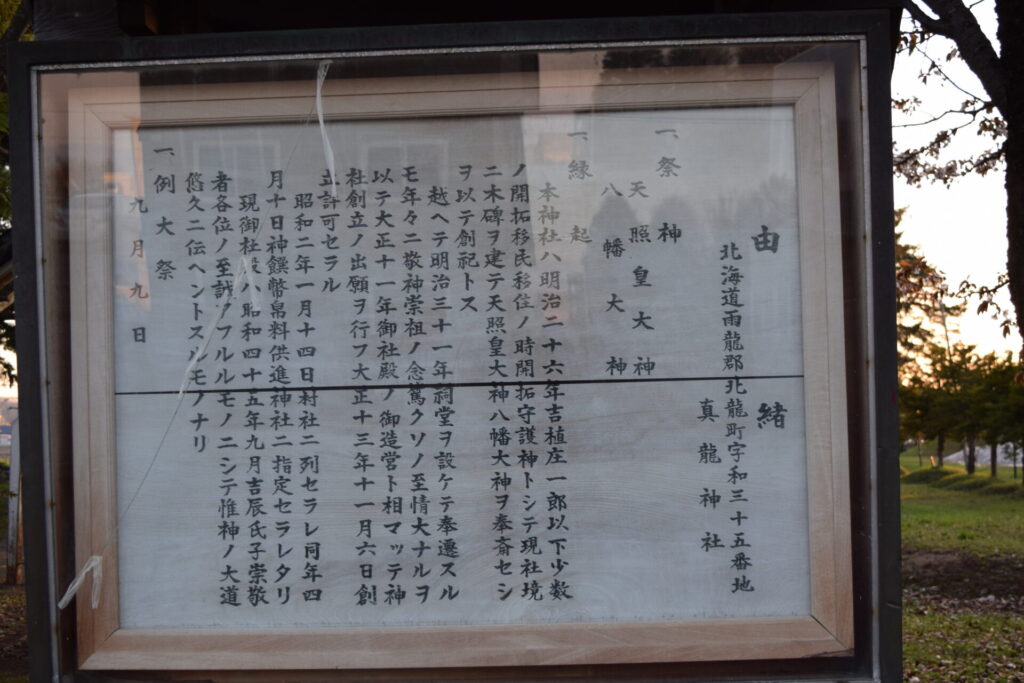 由緒
北海道雨龍郡北龍町字和三十五番地
真龍神社
一、祭神
天照皇大神
八幡大神
一、縁起
本神社ハ明治二十六年吉植庄一郎以下少数
ノ開拓移民移住ノ時開拓守護神トシテ現社境
ニ木碑ヲ建テ天照皇大神八幡大神ヲ奉斎セシ
ヲ以テ創祀トス
越ヘテ明治三十一年祠堂ヲ設ケテ奉遷スル
モ年々ニ敬神崇祖ノ念篤クソノ至情大ナルヲ
以テ大正十一年御社殿ノ御造営ト相マッテ神
社創立ノ出願ヲ行フ大正十三年十一月六日創
立許可セラル
昭和二年一月十四日村社ニ列セラレ同年四
月十日神饌幣帛料供進神社ニ指定セラレタリ
現御社殿ハ昭和四十五年九月吉辰氏子崇敬
者各位ノ至誠アフルルモノニシテ惟神ノ大道
悠久ニ伝ヘントスルモノナリ
一、例大祭
九月九日